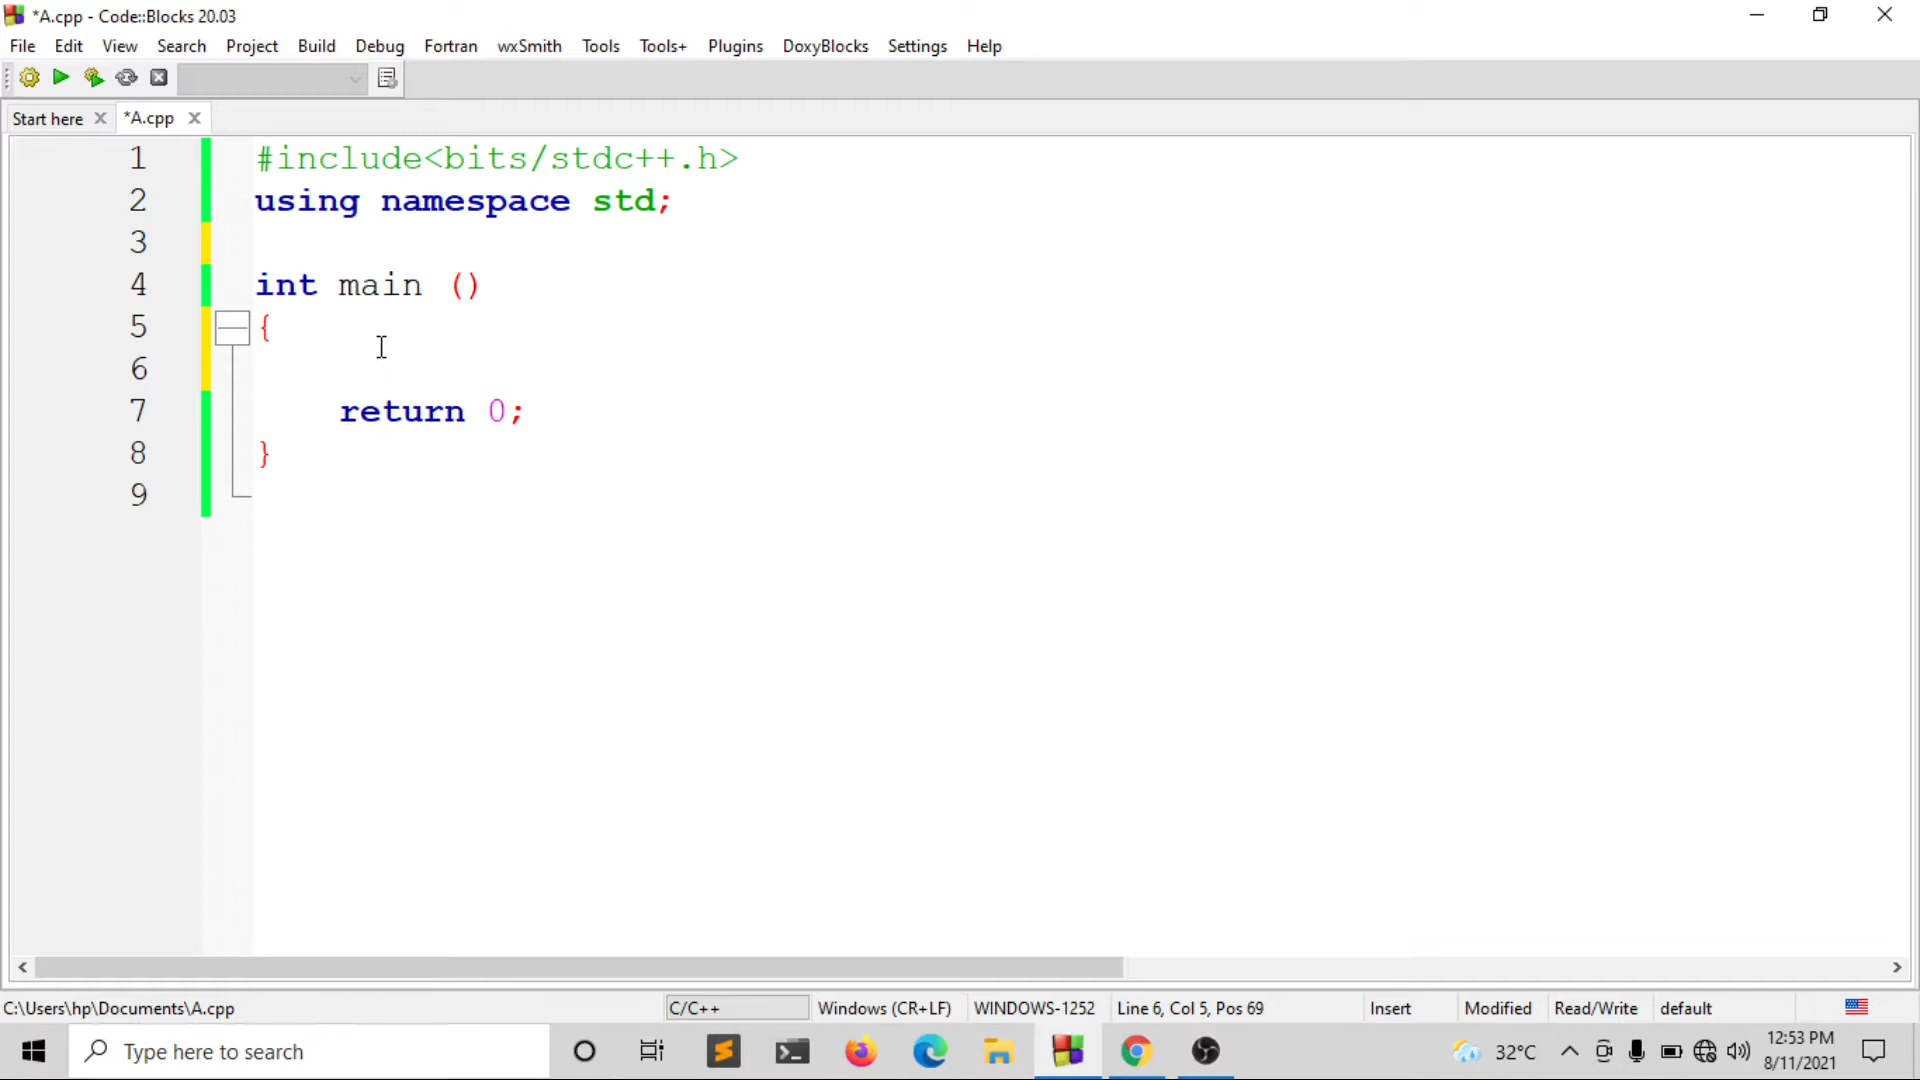 *A.cpp - Code::Blocks 20.03
File Edit View Search Project Build Debug Fortran wxSmith Tools Tools+ Plugins DoxyBlocks Settings Help
Start here *A.cpp
1 #include<bits/stdc++.h>
2 using namespace std;
3
4 int main ()
5 {
6
7 return 0;
8 }
9
C:\Users\hp\Documents\A.cpp C/C++ Windows (CR+LF) WINDOWS-1252 Line 6, Col 5, Pos 69 Insert Modified Read/Write default
Type here to search 32°C 12:53 PM
8/11/2021